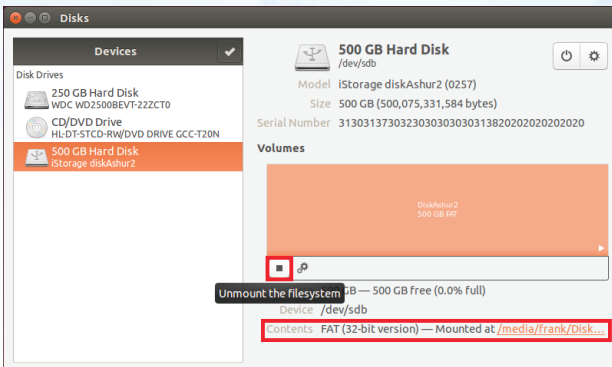 Disks
Devices
Disk Drives
250 GB Hard Disk
WDC WD2500BEVT-22ZCT0
CD/DVD Drive
HL-DT-STCD-RW/DVD DRIVE GCC-T20N
500 GB Hard Disk
iStorage diskAshur2
500 GB Hard Disk
/dev/sdb
Model iStorage diskAshur2 (0257)
Size 500 GB (500,075,331,584 bytes)
Serial Number
Volumes
DiskAshur2
500 GB FAT
Unmount the filesystem
GB — 500 GB free (0.0% full)
Device /dev/sdb
Contents FAT (32-bit version) — Mounted at /media/frank/Disk...